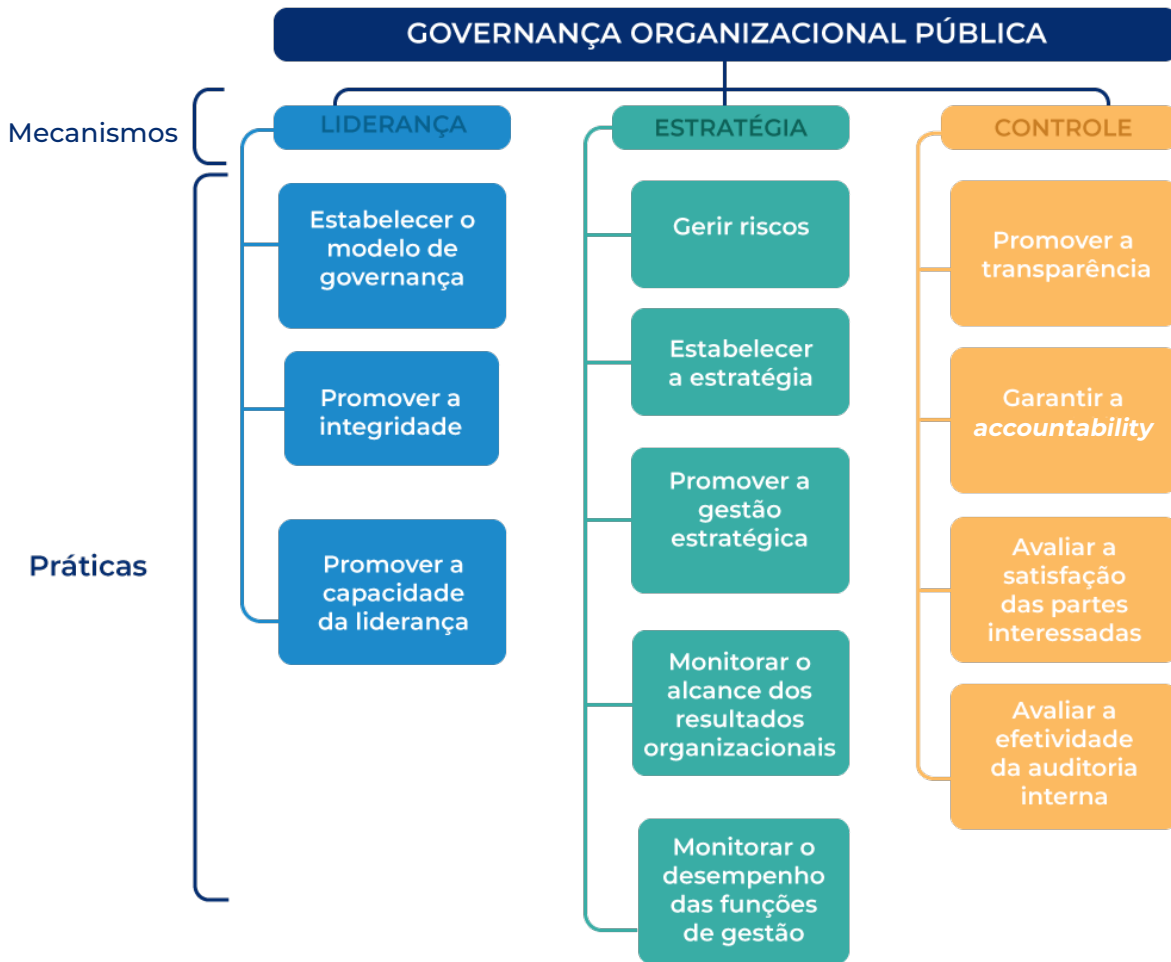 GOVERNANÇA ORGANIZACIONAL PÚBLICA
Mecanismos
LIDERANÇA
ESTRATÉGIA
CONTROLE
Práticas
Estabelecer o
modelo de
governança
Promover a
integridade
Promover a
capacidade
da liderança
Gerir riscos
Estabelecer
a estratégia
Promover a
gestão
estratégica
Monitorar o
alcance dos
resultados
organizacionais
Monitorar o
desempenho
das funções
de gestão
Promover a
transparência
Garantir a
accountability
Avaliar a
satisfação
das partes
interessadas
Avaliar a
efetividade
da auditoria
interna